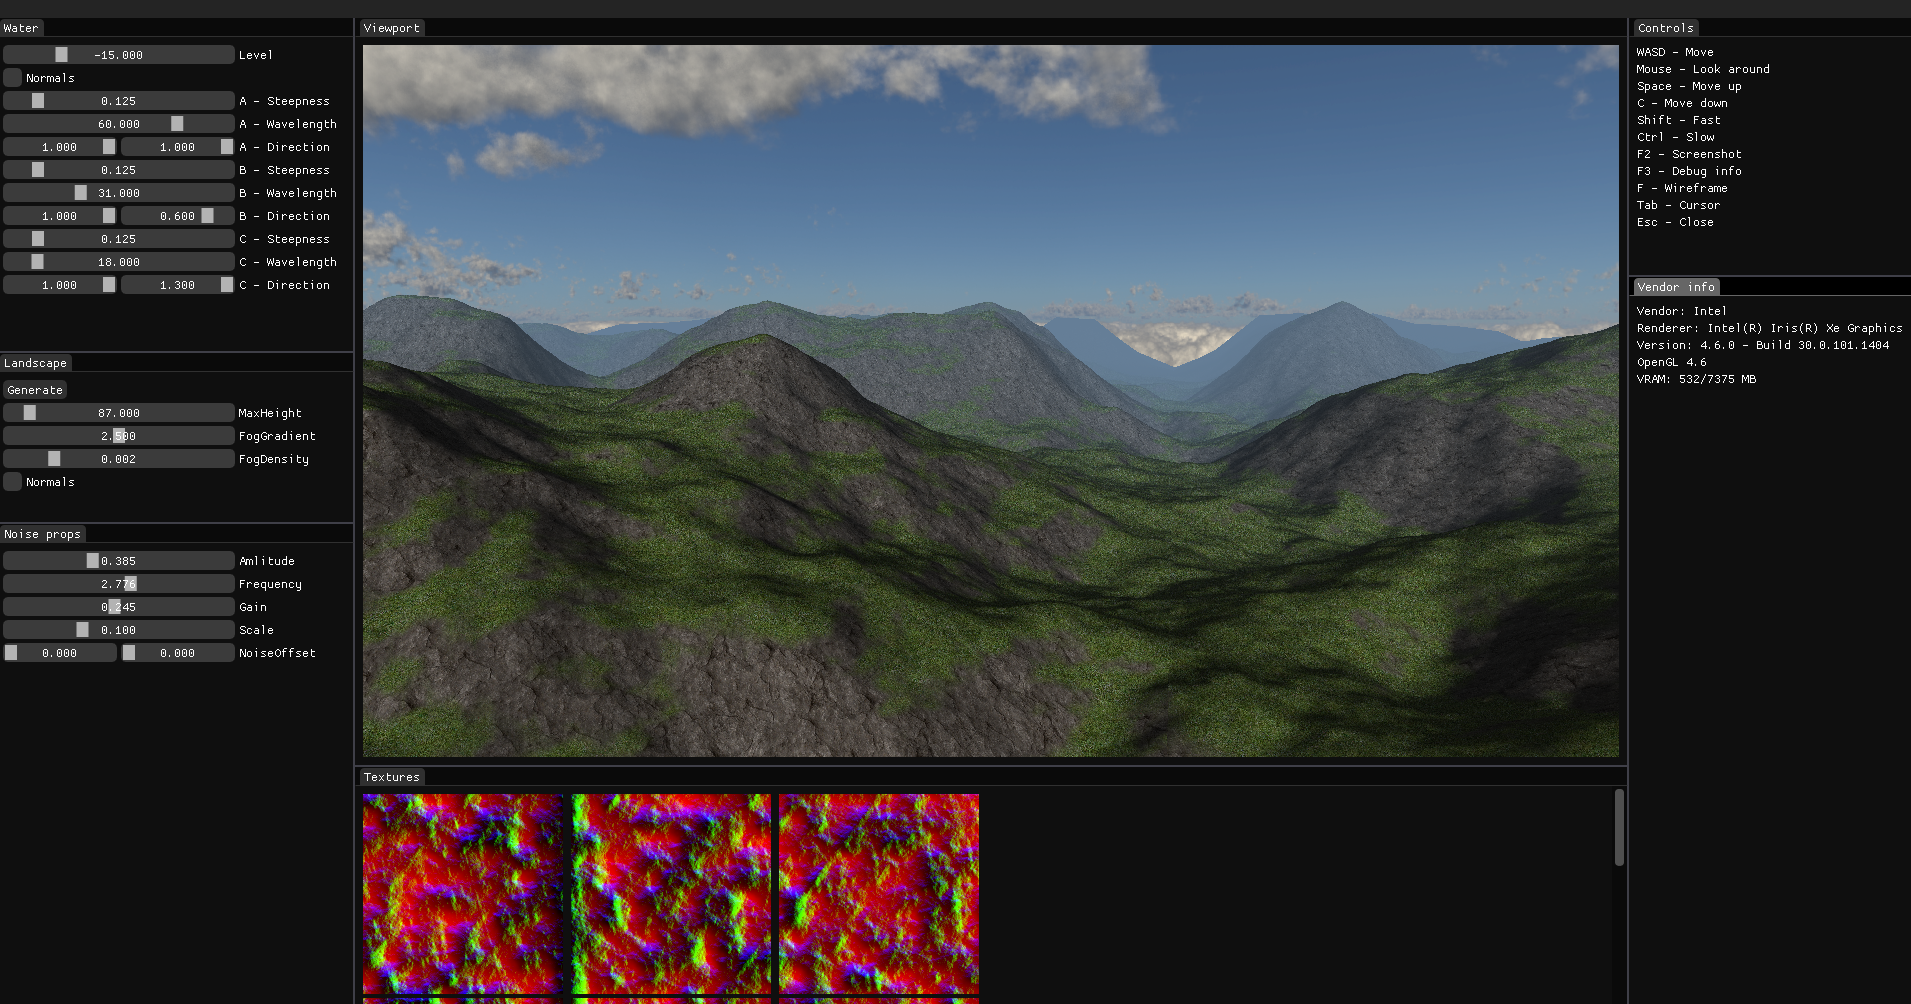 Water
-15.000 Level
Normals
0.125 A - Steepness
60.000 A - Wavelength
1.000 1.000 A - Direction
0.125 B - Steepness
31.000 B - Wavelength
1.000 0.600 B - Direction
0.125 C - Steepness
18.000 C - Wavelength
1.000 1.300 C - Direction
Landscape
Generate
87.000 MaxHeight
2.500 FogGradient
0.002 FogDensity
Normals
Noise props
0.385 Amlitude
2.776 Frequency
0.245 Gain
0.100 Scale
0.000 0.000 NoiseOffset
Viewport
Textures
Controls
WASD - Move
Mouse - Look around
Space - Move up
C - Move down
Shift - Fast
Ctrl - Slow
F2 - Screenshot
F3 - Debug info
F - Wireframe
Tab - Cursor
Esc - Close
Vendor info
Vendor: Intel
Renderer: Intel(R) Iris(R) Xe Graphics
Version: 4.6.0 - Build 30.0.101.1404
OpenGL 4.6
VRAM: 532/7375 MB